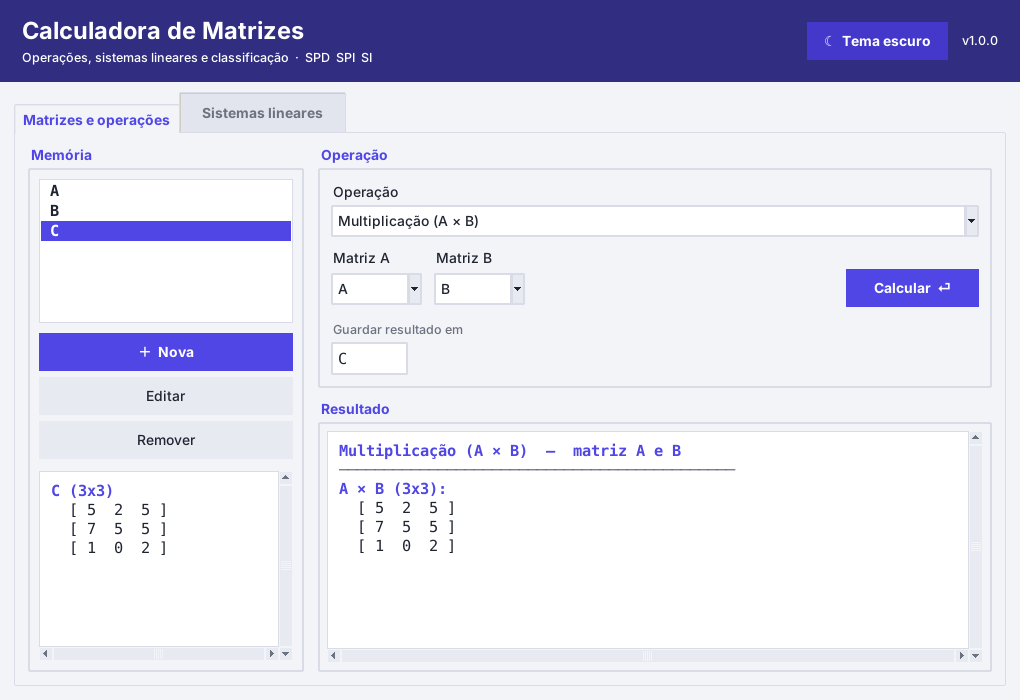 Calculadora de Matrizes
Operações, sistemas lineares e classificação · SPD SPI SI
☾ Tema escuro
v1.0.0
Matrizes e operações
Sistemas lineares
Memória
A
B
C
+ Nova
Editar
Remover
C (3x3)
[ 5 2 5 ]
[ 7 5 5 ]
[ 1 0 2 ]
Operação
Operação
Multiplicação (A × B)
Matriz A
Matriz B
A
B
Calcular ⏎
Guardar resultado em
C
Resultado
Multiplicação (A × B) — matriz A e B
A × B (3x3):
[ 5 2 5 ]
[ 7 5 5 ]
[ 1 0 2 ]